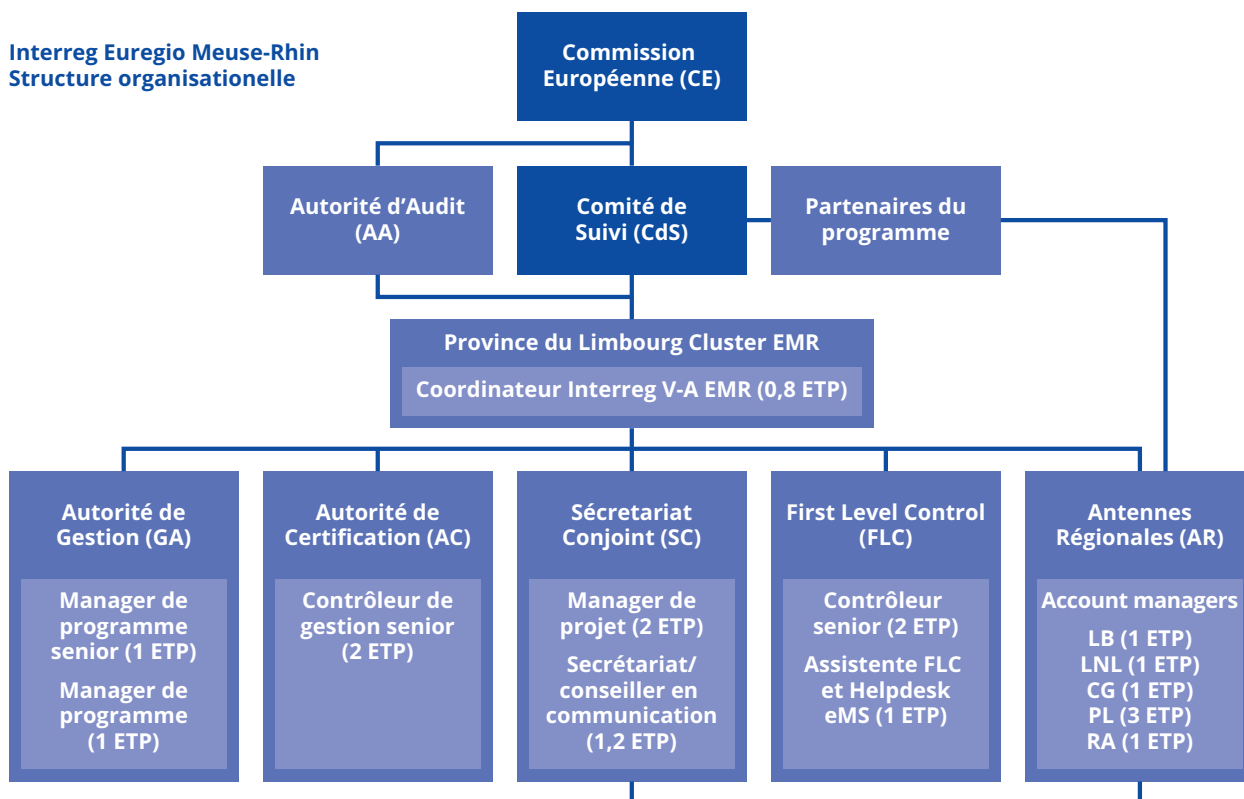 Interreg Euregio Meuse-Rhin
Structure organisationelle
Commission
Européenne (CE)
Autorité d’Audit
(AA)
Comité de
Suivi (CdS)
Partenaires du
programme
Province du Limbourg Cluster EMR
Coordinateur Interreg V-A EMR (0,8 ETP)
Autorité de
Gestion (GA)
Manager de
programme
senior (1 ETP)
Manager de
programme
(1 ETP)
Autorité de
Certification (AC)
Contrôleur de
gestion senior
(2 ETP)
Sécretariat
Conjoint (SC)
Manager de
projet (2 ETP)
Secrétariat/
conseiller en
communication
(1,2 ETP)
First Level Control
(FLC)
Contrôleur
senior (2 ETP)
Assistente FLC
et Helpdesk
eMS (1 ETP)
Antennes
Régionales (AR)
Account managers
LB (1 ETP)
LNL (1 ETP)
CG (1 ETP)
PL (3 ETP)
RA (1 ETP)